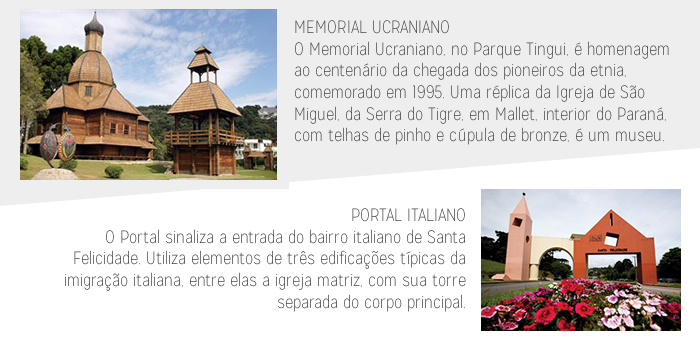 MEMORIAL UCRANIANO
O Memorial Ucraniano, no Parque Tingui, é homenagem
ao centenário da chegada dos pioneiros da etnia,
comemorado em 1995. Uma réplica da Igreja de São
Miguel, da Serra do Tigre, em Mallet, interior do Paraná,
com telhas de pinho e cúpula de bronze, é um museu.
PORTAL ITALIANO
O Portal sinaliza a entrada do bairro italiano de Santa
Felicidade. Utiliza elementos de três edificações típicas da
imigração italiana, entre elas a igreja matriz, com sua torre
separada do corpo principal.
SANTA FELICIDADE